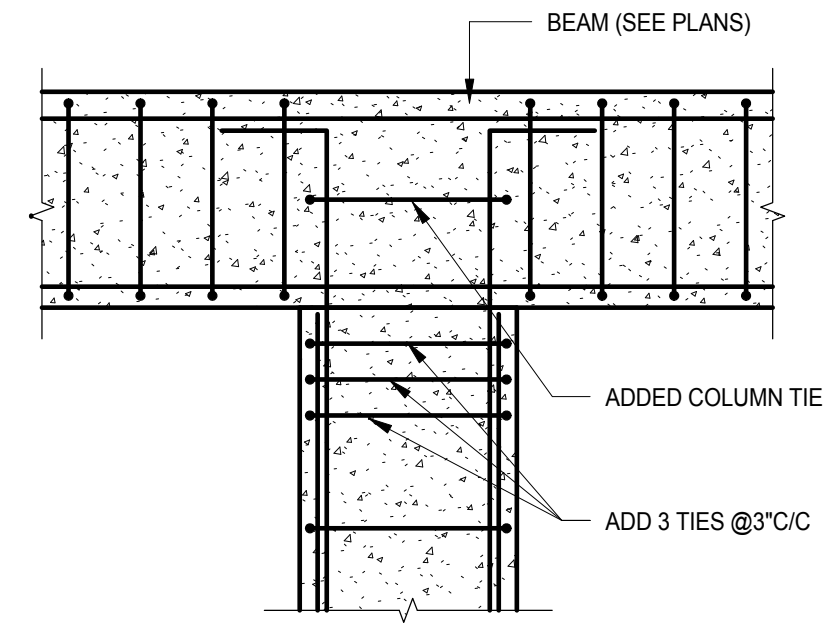 BEAM (SEE PLANS)
ADDED COLUMN TIE
ADD 3 TIES @3"C/C